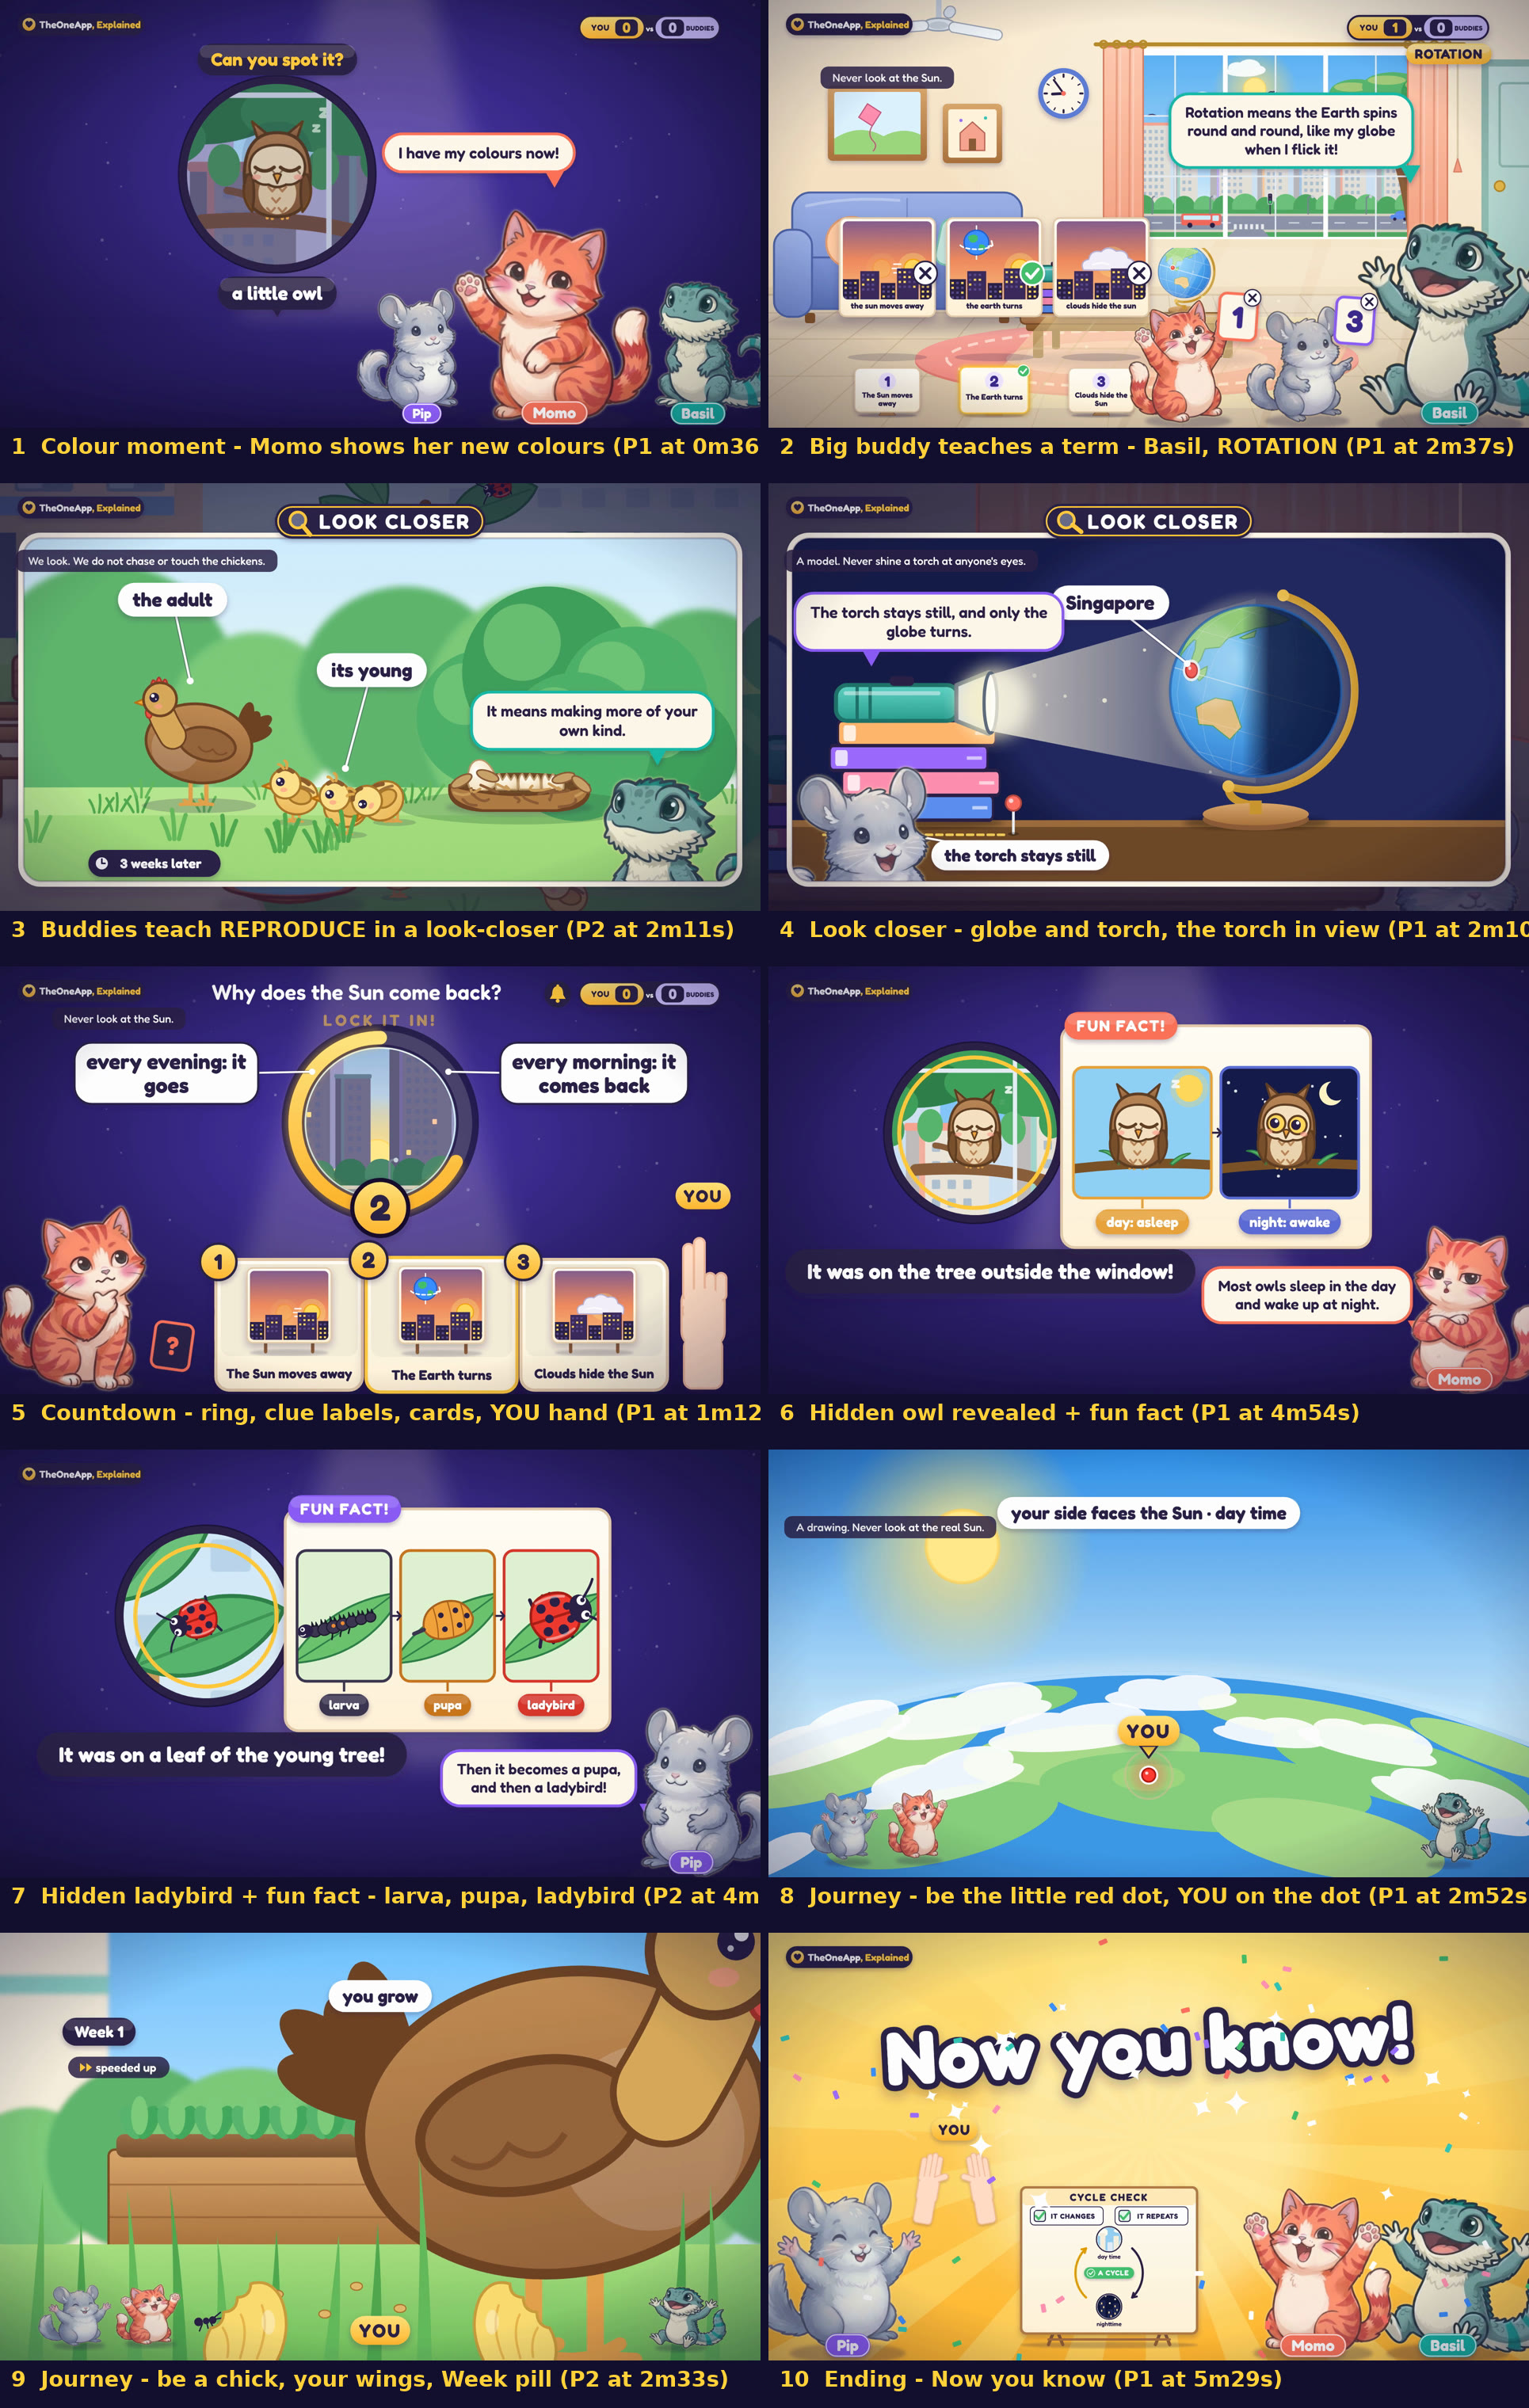 TheOneApp, Explained
YOU 0 vs 0 BUDDIES
Can you spot it?
z
z
I have my colours now!
a little owl
Pip
Momo
Basil
1 Colour moment - Momo shows her new colours (P1 at 0m36
TheOneApp, Explained
YOU 1 vs 0 BUDDIES
ROTATION
Never look at the Sun.
Rotation means the Earth spins
round and round, like my globe
when I flick it!
the sun moves away
the earth turns
clouds hide the sun
1
3
1
The Sun moves
away
2
The Earth turns
3
Clouds hide the
Sun
Basil
2 Big buddy teaches a term - Basil, ROTATION (P1 at 2m37s)
TheOneApp, Explained
LOOK CLOSER
We look. We do not chase or touch the chickens.
the adult
its young
It means making more of your
own kind.
3 weeks later
3 Buddies teach REPRODUCE in a look-closer (P2 at 2m11s)
TheOneApp, Explained
LOOK CLOSER
A model. Never shine a torch at anyone's eyes.
The torch stays still, and only the
globe turns.
Singapore
the torch stays still
4 Look closer - globe and torch, the torch in view (P1 at 2m10
TheOneApp, Explained
Why does the Sun come back?
YOU 0 vs 0 BUDDIES
Never look at the Sun.
LOCK IT IN!
every evening: it
goes
every morning: it
comes back
2
YOU
?
1
2
3
The Sun moves away
The Earth turns
Clouds hide the Sun
5 Countdown - ring, clue labels, cards, YOU hand (P1 at 1m12
TheOneApp, Explained
FUN FACT!
z
z
day: asleep
night: awake
It was on the tree outside the window!
Most owls sleep in the day
and wake up at night.
Momo
6 Hidden owl revealed + fun fact (P1 at 4m54s)
TheOneApp, Explained
FUN FACT!
larva
pupa
ladybird
It was on a leaf of the young tree!
Then it becomes a pupa,
and then a ladybird!
Pip
7 Hidden ladybird + fun fact - larva, pupa, ladybird (P2 at 4m
your side faces the Sun · day time
A drawing. Never look at the real Sun.
YOU
8 Journey - be the little red dot, YOU on the dot (P1 at 2m52s
you grow
Week 1
speeded up
YOU
9 Journey - be a chick, your wings, Week pill (P2 at 2m33s)
TheOneApp, Explained
Now you know!
YOU
CYCLE CHECK
IT CHANGES
IT REPEATS
day time
A CYCLE
nighttime
Pip
Momo
Basil
10 Ending - Now you know (P1 at 5m29s)